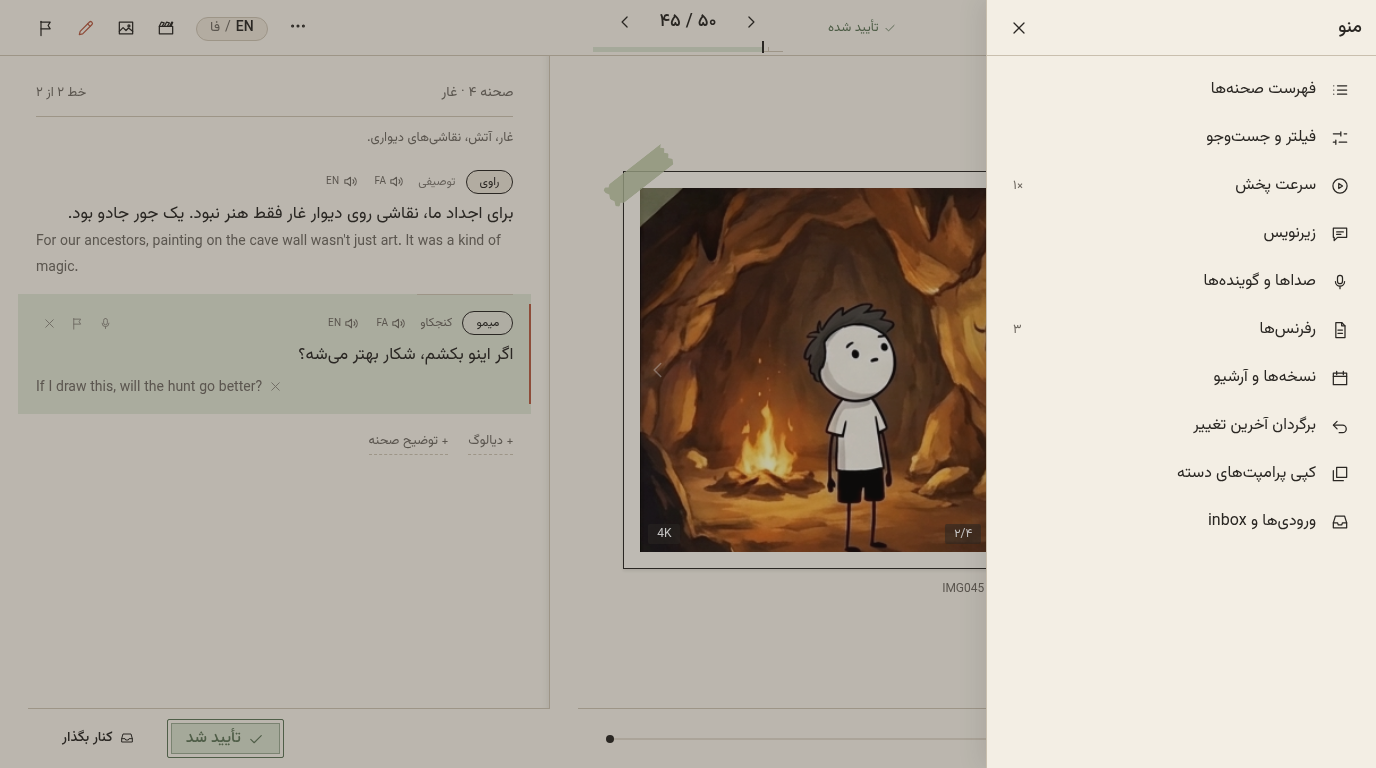 منو
فهرست صحنه‌ها
فیلتر و جست‌وجو
سرعت پخش
۱×
زیرنویس
صداها و گوینده‌ها
رفرنس‌ها
۳
نسخه‌ها و آرشیو
برگردان آخرین تغییر
کپی پرامپت‌های دسته
ورودی‌ها و inbox
تأیید شده
۴۵ / ۵۰
EN / فا
صحنه ۴ · غار
خط ۲ از ۲
غار، آتش، نقاشی‌های دیواری.
راوی
توصیفی
FA
EN
برای اجداد ما، نقاشی روی دیوار غار فقط هنر نبود. یک جور جادو بود.
For our ancestors, painting on the cave wall wasn't just art. It was a kind of
magic.
میمو
کنجکاو
FA
EN
اگر اینو بکشم، شکار بهتر می‌شه؟
If I draw this, will the hunt go better?
+ دیالوگ
+ توضیح صحنه
4K
۲/۴
IMG045
تأیید شد
کنار بگذار